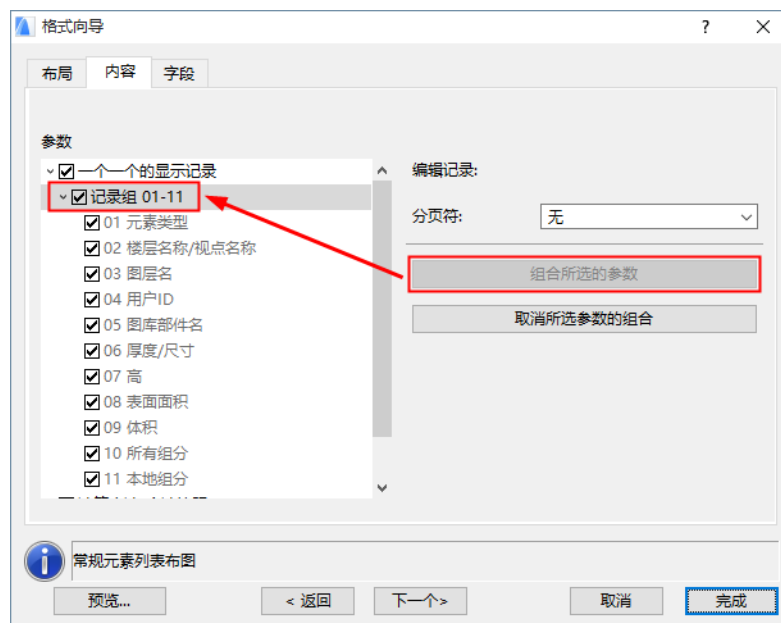 格式向导
?
布局 内容 字段
参数
一个一个的显示记录
记录组 01-11
01 元素类型
02 楼层名称/视点名称
03 图层名
04 用户ID
05 图库部件名
06 厚度/尺寸
07 高
08 表面面积
09 体积
10 所有组分
11 本地组分
编辑记录:
分页符: 无
组合所选的参数
取消所选参数的组合
常规元素列表布图
预览... < 返回 下一个> 取消 完成